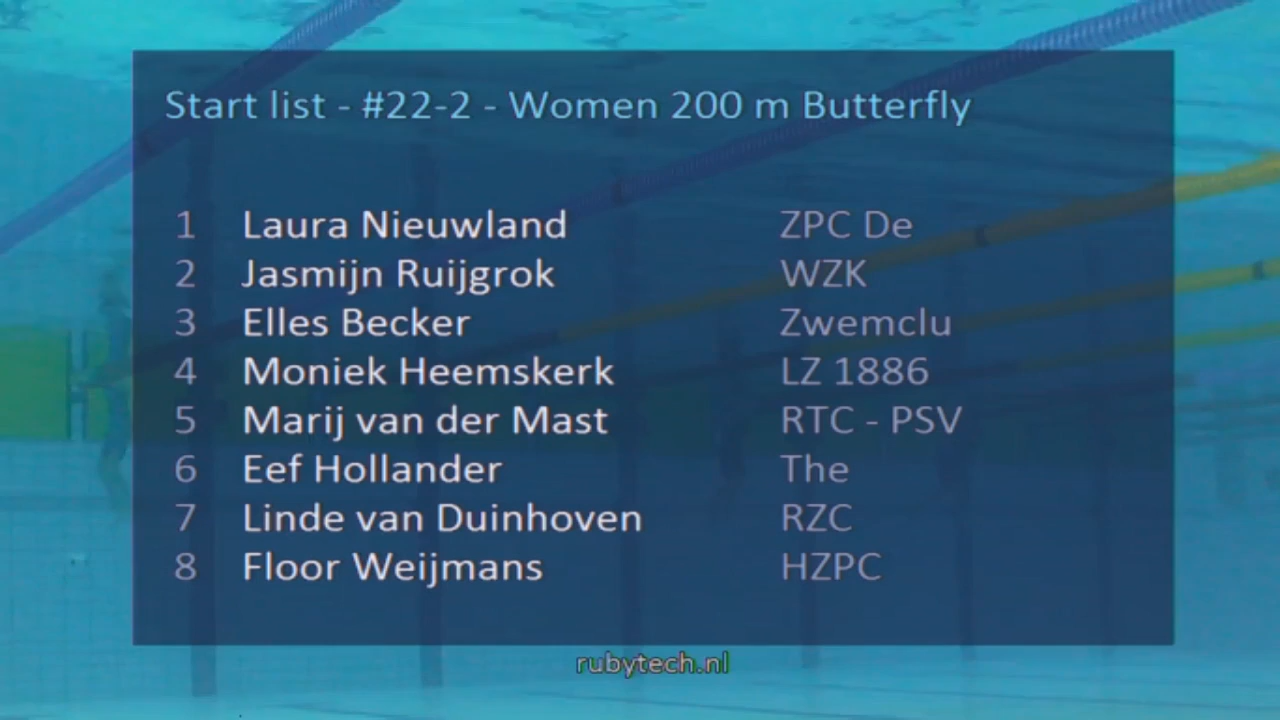 Start list - #22-2 - Women 200 m Butterfly
1 Laura Nieuwland ZPC De
2 Jasmijn Ruijgrok WZK
3 Elles Becker Zwemclu
4 Moniek Heemskerk LZ 1886
5 Marij van der Mast RTC - PSV
6 Eef Hollander The
7 Linde van Duinhoven RZC
8 Floor Weijmans HZPC
rubytech.nl